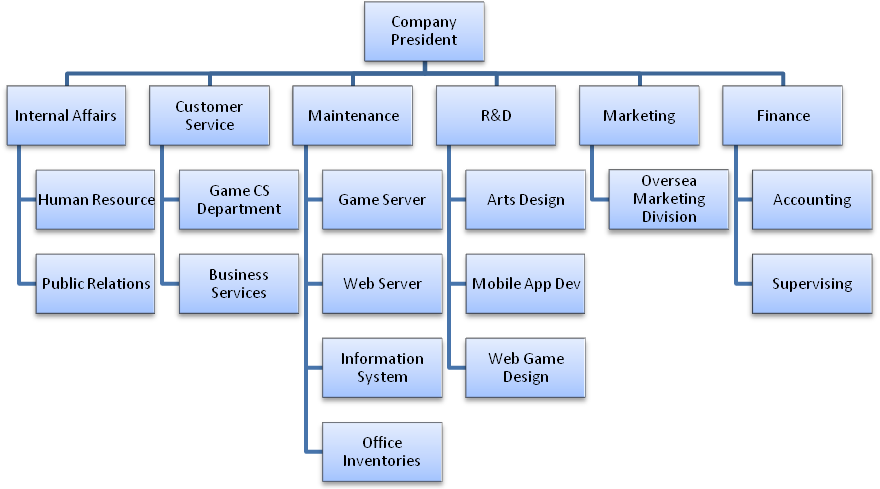 Company
President
Internal Affairs
Customer
Service
Maintenance
R&D
Marketing
Finance
Human Resource
Game CS
Department
Game Server
Arts Design
Oversea
Marketing
Division
Accounting
Public Relations
Business
Services
Web Server
Mobile App Dev
Supervising
Information
System
Web Game
Design
Office
Inventories